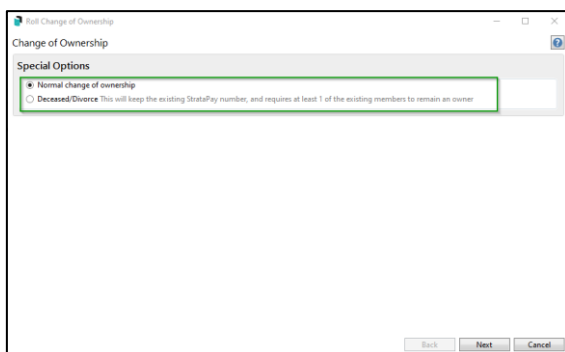 Roll Change of Ownership
Change of Ownership
Special Options
Normal change of ownership
Deceased/Divorce This will keep the existing StrataPay number, and requires at least 1 of the existing members to remain an owner
Back Next Cancel